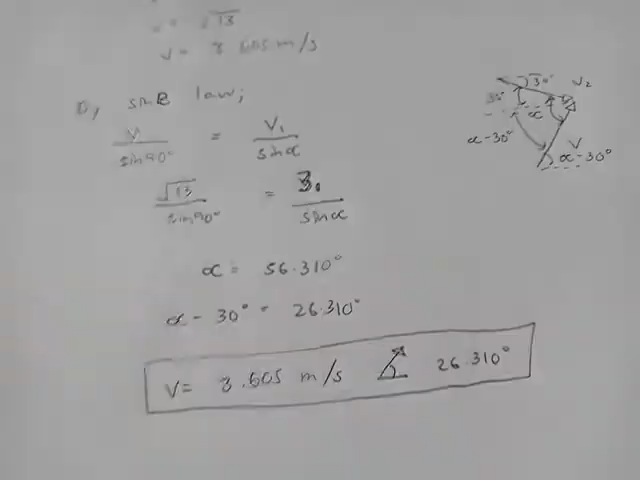 = √13
V = 3.605 m/s
D, sine law;
V / sin90° = V₁ / sinα
√13 / sin90° = 3. / sinα
α = 56.310°
α - 30° = 26.310°
V = 3.605 m/s 26.310°
30°
V₂
30°
α
α-30°
V
α-30°